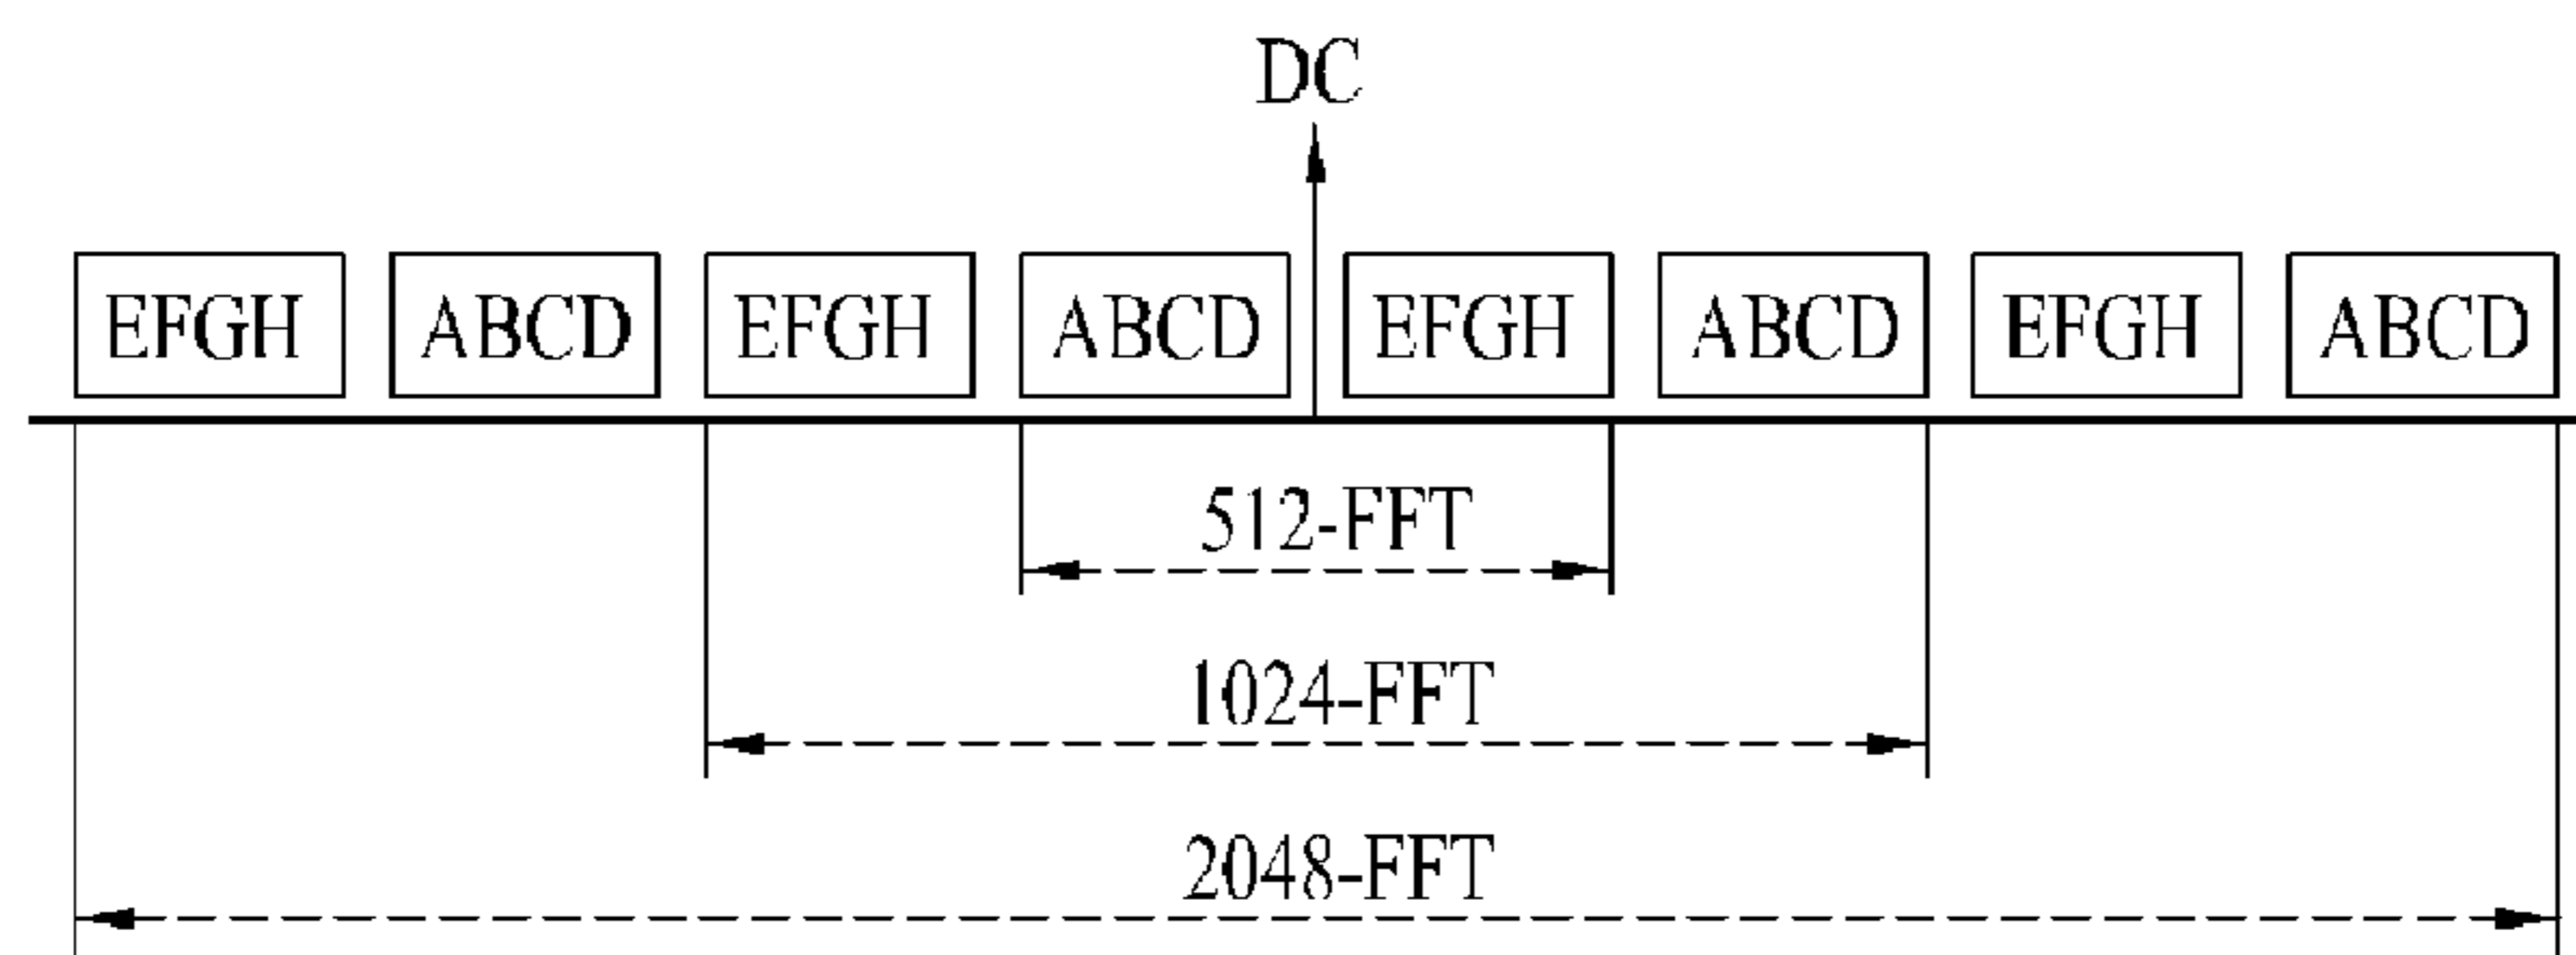 DC
EFGH ABCD EFGH ABCD EFGH ABCD EFGH ABCD
512-FFT
1024-FFT
2048-FFT